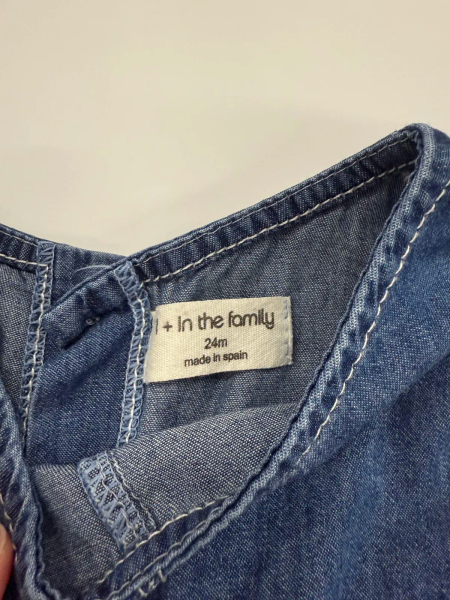 1 + in the family
24m
made in spain